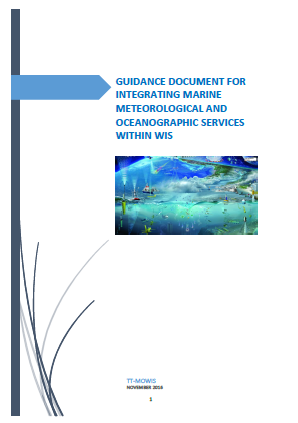 GUIDANCE DOCUMENT FOR
INTEGRATING MARINE
METEOROLOGICAL AND
OCEANOGRAPHIC SERVICES
WITHIN WIS
TT-MOWIS
NOVEMBER 2016
1